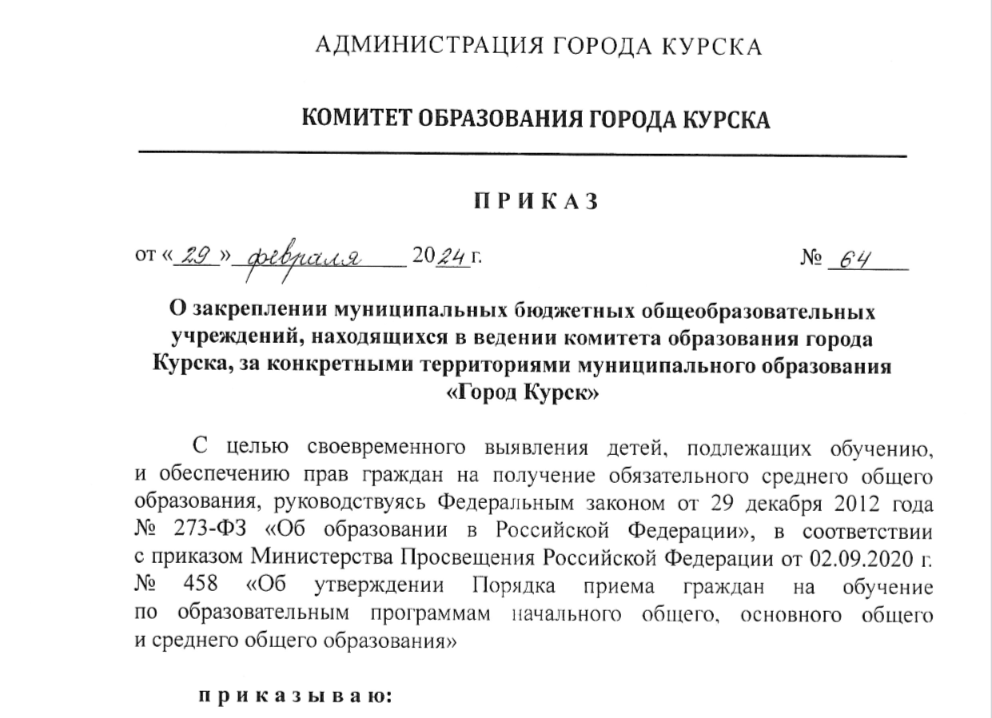 АДМИНИСТРАЦИЯ ГОРОДА КУРСКА
КОМИТЕТ ОБРАЗОВАНИЯ ГОРОДА КУРСКА
П Р И К А З
от «29» февраля 2024 г. № 64
О закреплении муниципальных бюджетных общеобразовательных
учреждений, находящихся в ведении комитета образования города
Курска, за конкретными территориями муниципального образования
«Город Курск»
С целью своевременного выявления детей, подлежащих обучению,
и обеспечению прав граждан на получение обязательного среднего общего
образования, руководствуясь Федеральным законом от 29 декабря 2012 года
№ 273-ФЗ «Об образовании в Российской Федерации», в соответствии
с приказом Министерства Просвещения Российской Федерации от 02.09.2020 г.
№ 458 «Об утверждении Порядка приема граждан на обучение
по образовательным программам начального общего, основного общего
и среднего общего образования»
п р и к а з ы в а ю: